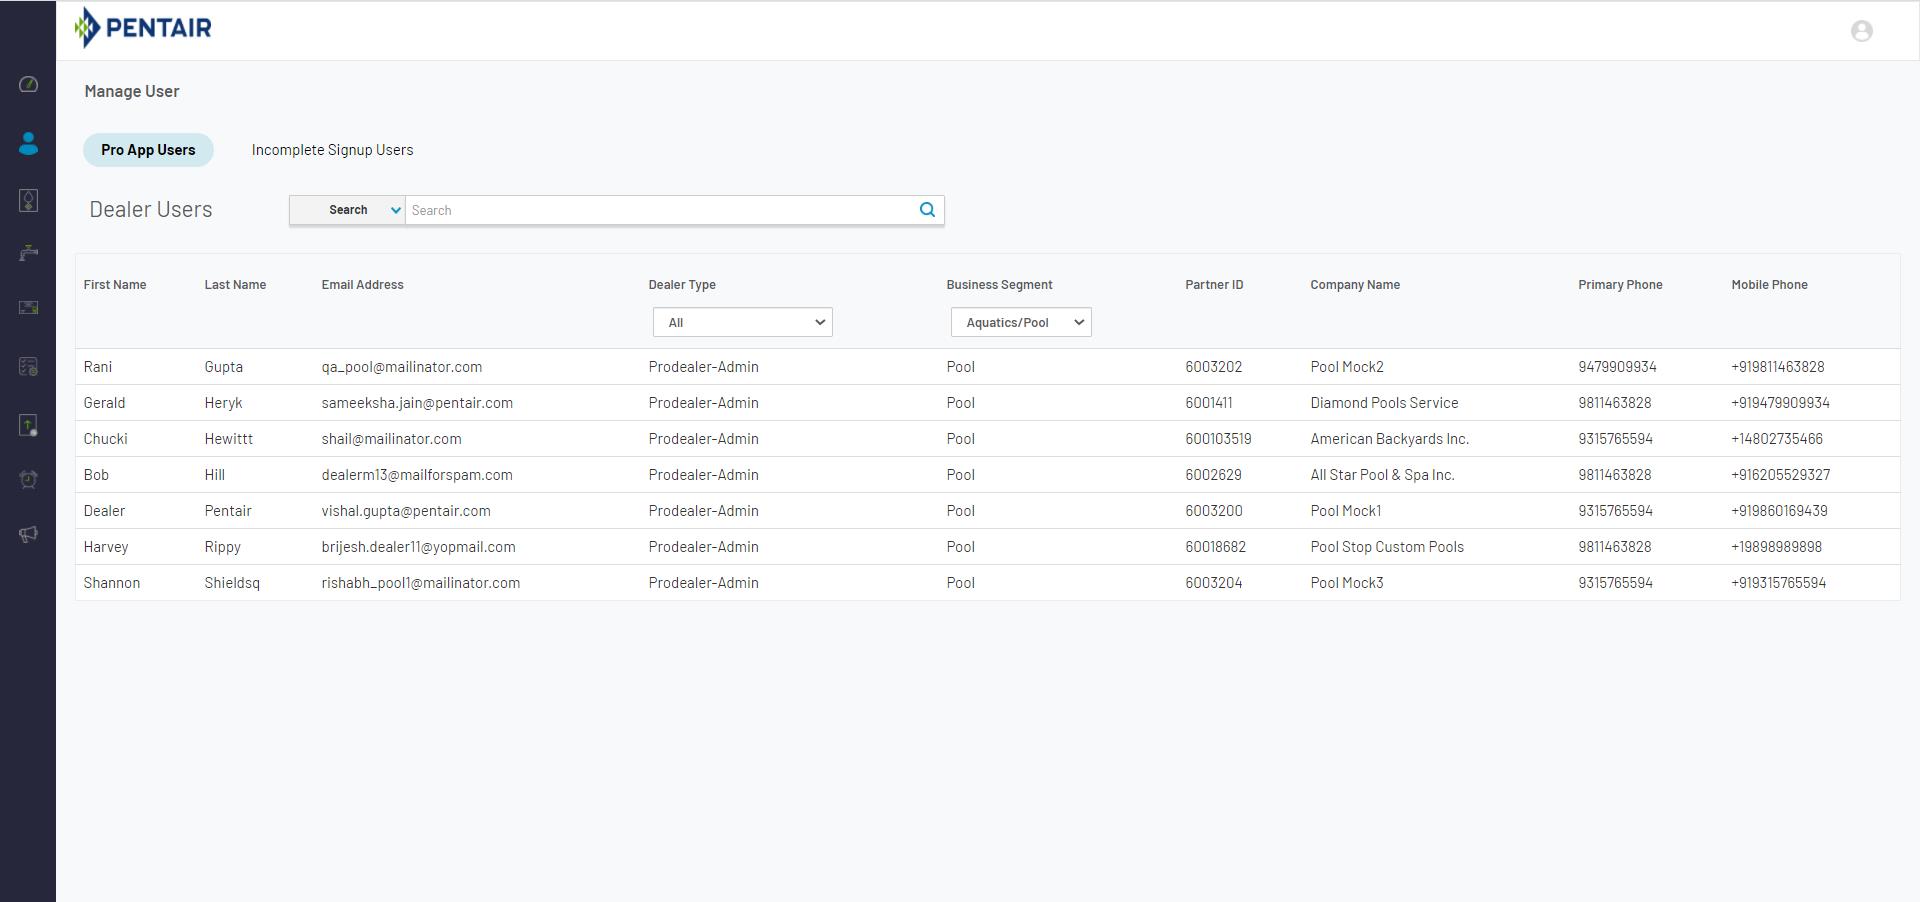 PENTAIR
Manage User
Pro App Users Incomplete Signup Users
Dealer Users Search Search
First Name Last Name Email Address Dealer Type Business Segment Partner ID Company Name Primary Phone Mobile Phone
All Aquatics/Pool
Rani Gupta qa_pool@mailinator.com Prodealer-Admin Pool 6003202 Pool Mock2 9479909934 +919811463828
Gerald Heryk sameeksha.jain@pentair.com Prodealer-Admin Pool 6001411 Diamond Pools Service 9811463828 +919479909934
Chucki Hewittt shail@mailinator.com Prodealer-Admin Pool 600103519 American Backyards Inc. 9315765594 +14802735466
Bob Hill dealerm13@mailforspam.com Prodealer-Admin Pool 6002629 All Star Pool & Spa Inc. 9811463828 +916205529327
Dealer Pentair vishal.gupta@pentair.com Prodealer-Admin Pool 6003200 Pool Mock1 9315765594 +919860169439
Harvey Rippy brijesh.dealer11@yopmail.com Prodealer-Admin Pool 60018682 Pool Stop Custom Pools 9811463828 +19898989898
Shannon Shieldsq rishabh_pool1@mailinator.com Prodealer-Admin Pool 6003204 Pool Mock3 9315765594 +919315765594